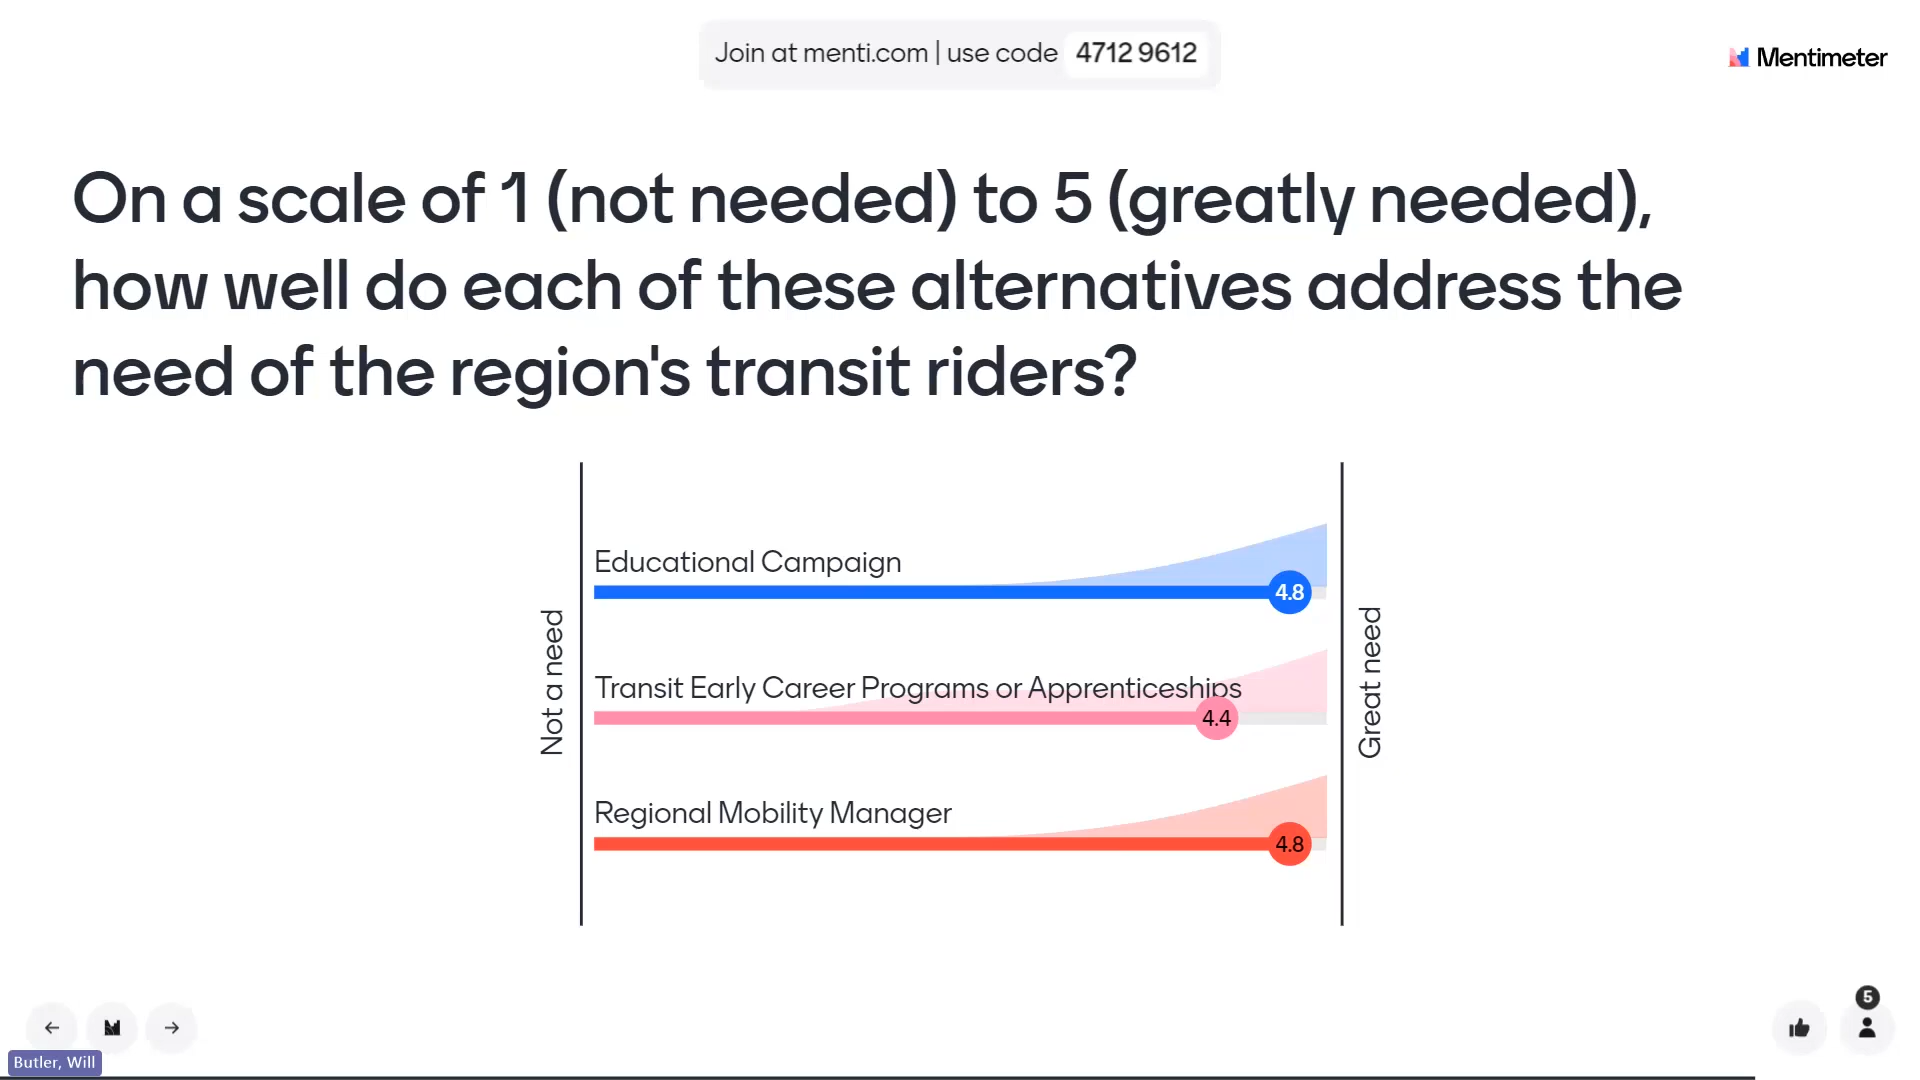 Join at menti.com | use code 4712 9612
Mentimeter
On a scale of 1 (not needed) to 5 (greatly needed),
how well do each of these alternatives address the
need of the region's transit riders?
Not a need
Educational Campaign
4.8
Transit Early Career Programs or Apprenticeships
4.4
Regional Mobility Manager
4.8
Great need
5
Butler, Will